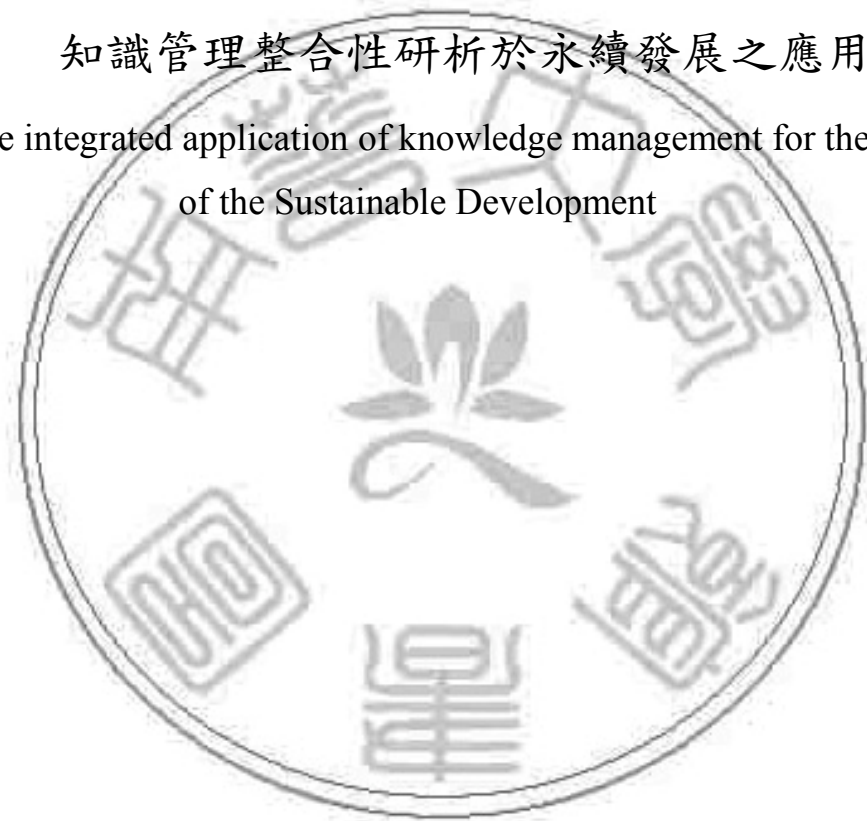 知識管理整合性研析於永續發展之應用
e integrated application of knowledge management for the
of the Sustainable Development